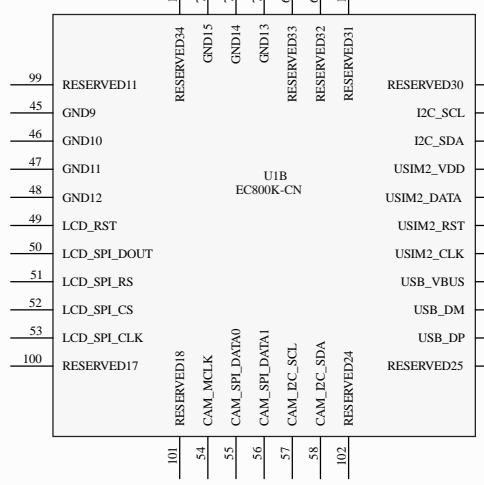 RESERVED34
GND15
GND14
GND13
RESERVED33
RESERVED32
RESERVED31
99 RESERVED11
45 GND9
46 GND10
47 GND11
48 GND12
49 LCD_RST
50 LCD_SPI_DOUT
51 LCD_SPI_RS
52 LCD_SPI_CS
53 LCD_SPI_CLK
100 RESERVED17
U1B
EC800K-CN
RESERVED30
I2C_SCL
I2C_SDA
USIM2_VDD
USIM2_DATA
USIM2_RST
USIM2_CLK
USB_VBUS
USB_DM
USB_DP
RESERVED25
RESERVED18
CAM_MCLK
CAM_SPI_DATA0
CAM_SPI_DATA1
CAM_I2C_SCL
CAM_I2C_SDA
RESERVED24
101
54
55
56
57
58
102